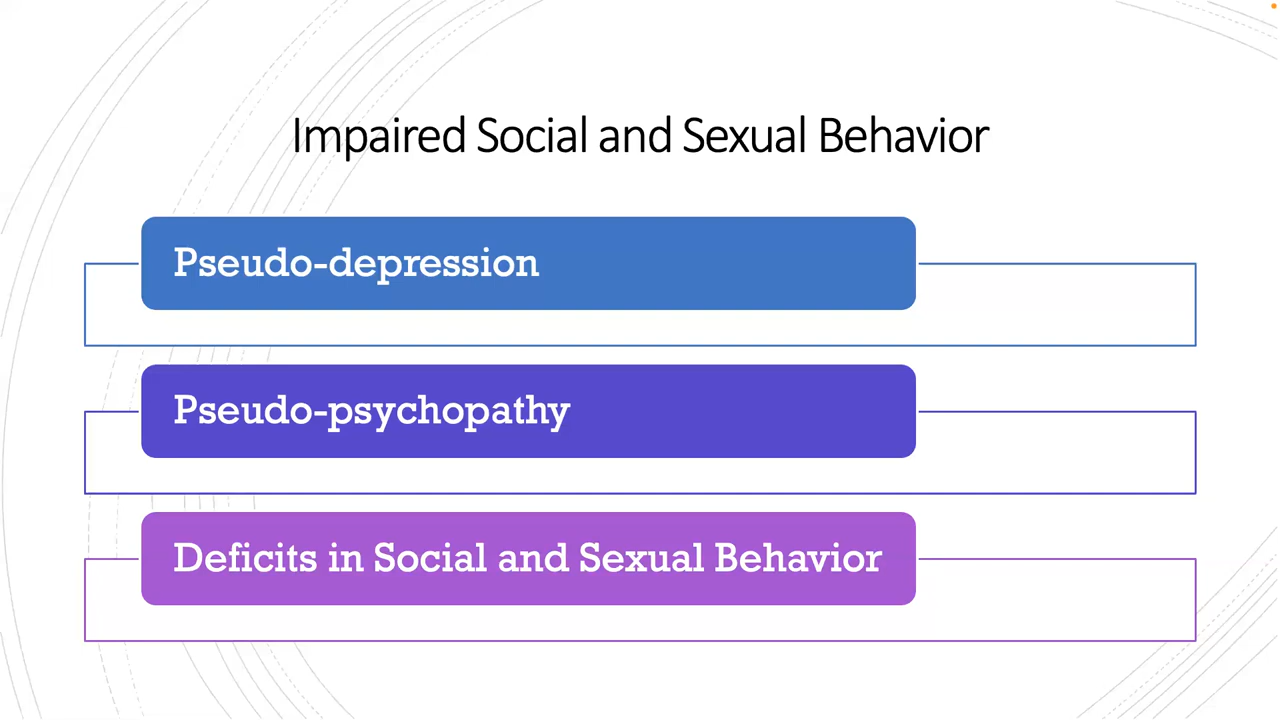 Impaired Social and Sexual Behavior
Pseudo-depression
Pseudo-psychopathy
Deficits in Social and Sexual Behavior